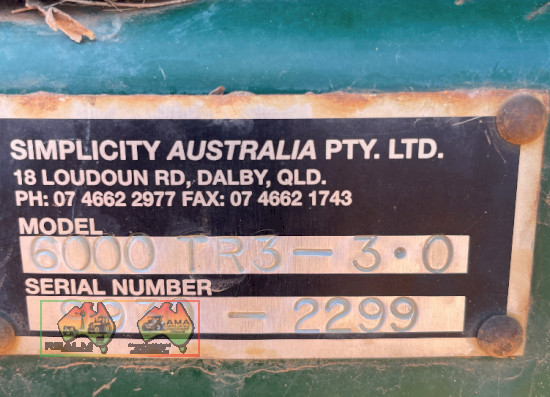 SIMPLICITY AUSTRALIA PTY. LTD.
18 LOUDOUN RD, DALBY, QLD.
PH: 07 4662 2977 FAX: 07 4662 1743
MODEL
6000 TR3-3•0
SERIAL NUMBER
- 2299
AMA